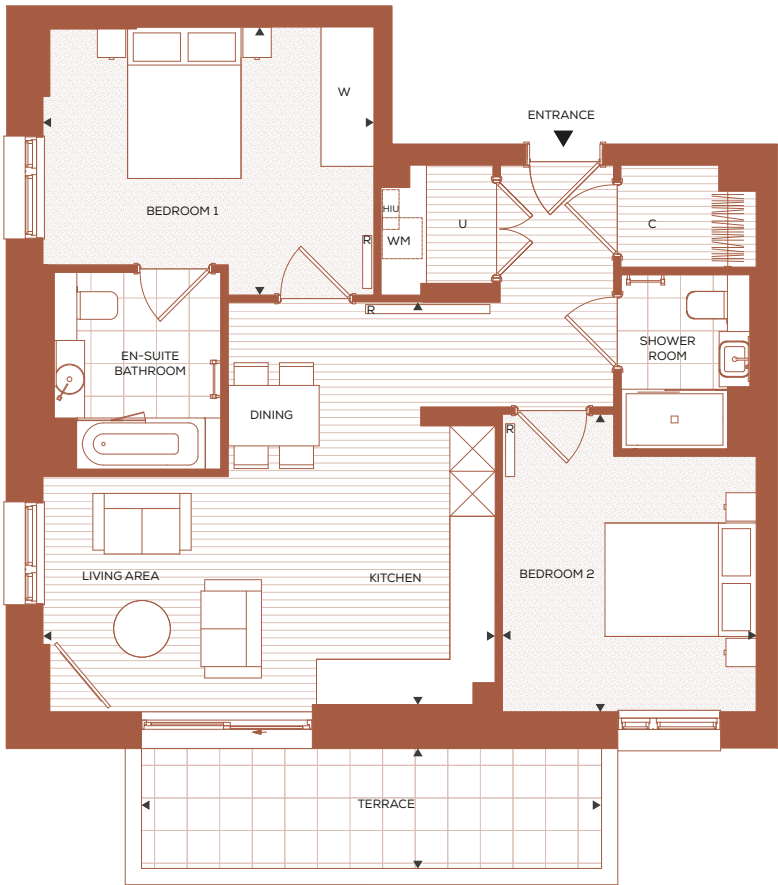 ENTRANCE
W
BEDROOM 1
HIU
U
C
R
WM
R
SHOWER
ROOM
EN-SUITE
BATHROOM
DINING
R
LIVING AREA
KITCHEN
BEDROOM 2
TERRACE